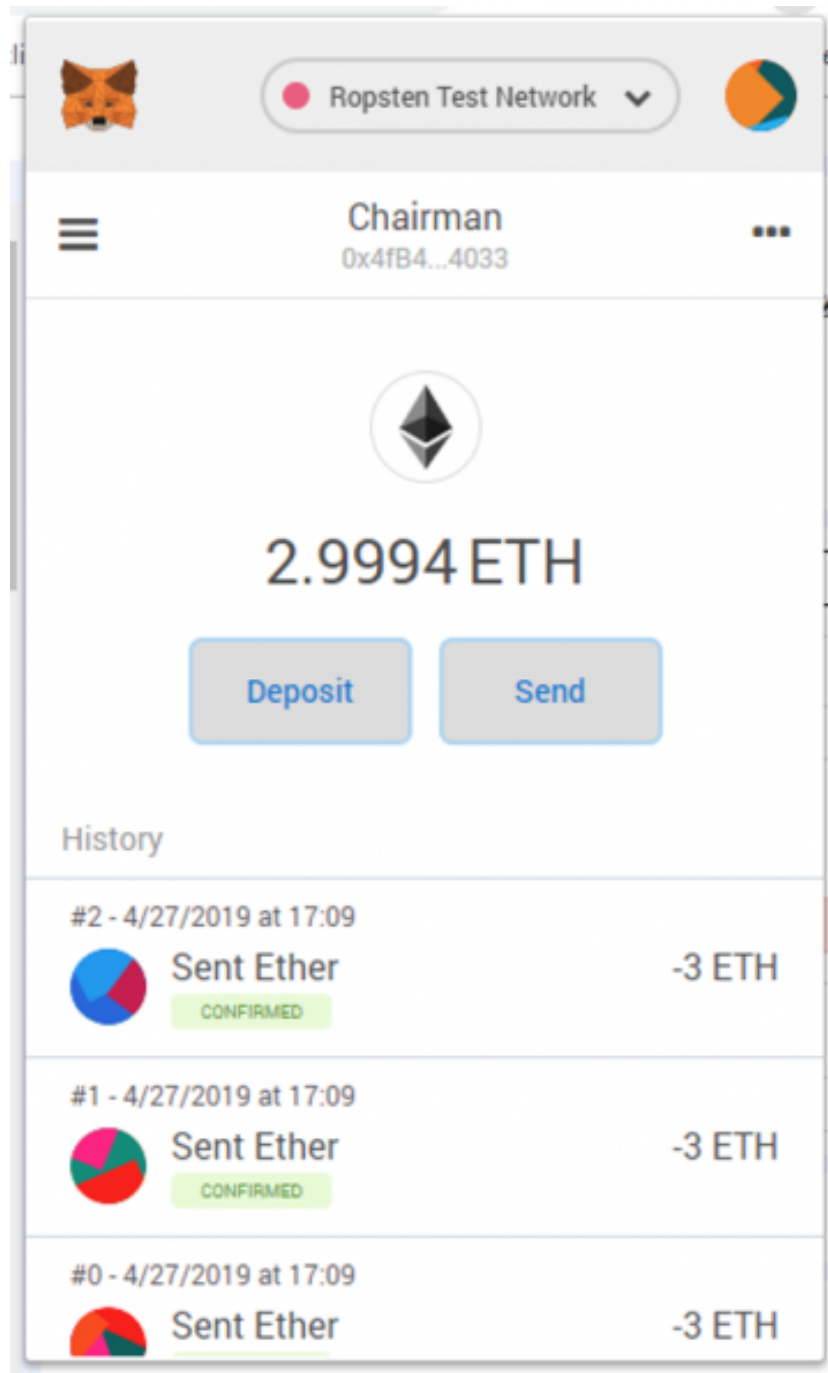 Ropsten Test Network
Chairman
0x4fB4...4033
2.9994 ETH
Deposit
Send
History
#2 - 4/27/2019 at 17:09
Sent Ether
-3 ETH
CONFIRMED
#1 - 4/27/2019 at 17:09
Sent Ether
-3 ETH
CONFIRMED
#0 - 4/27/2019 at 17:09
Sent Ether
-3 ETH